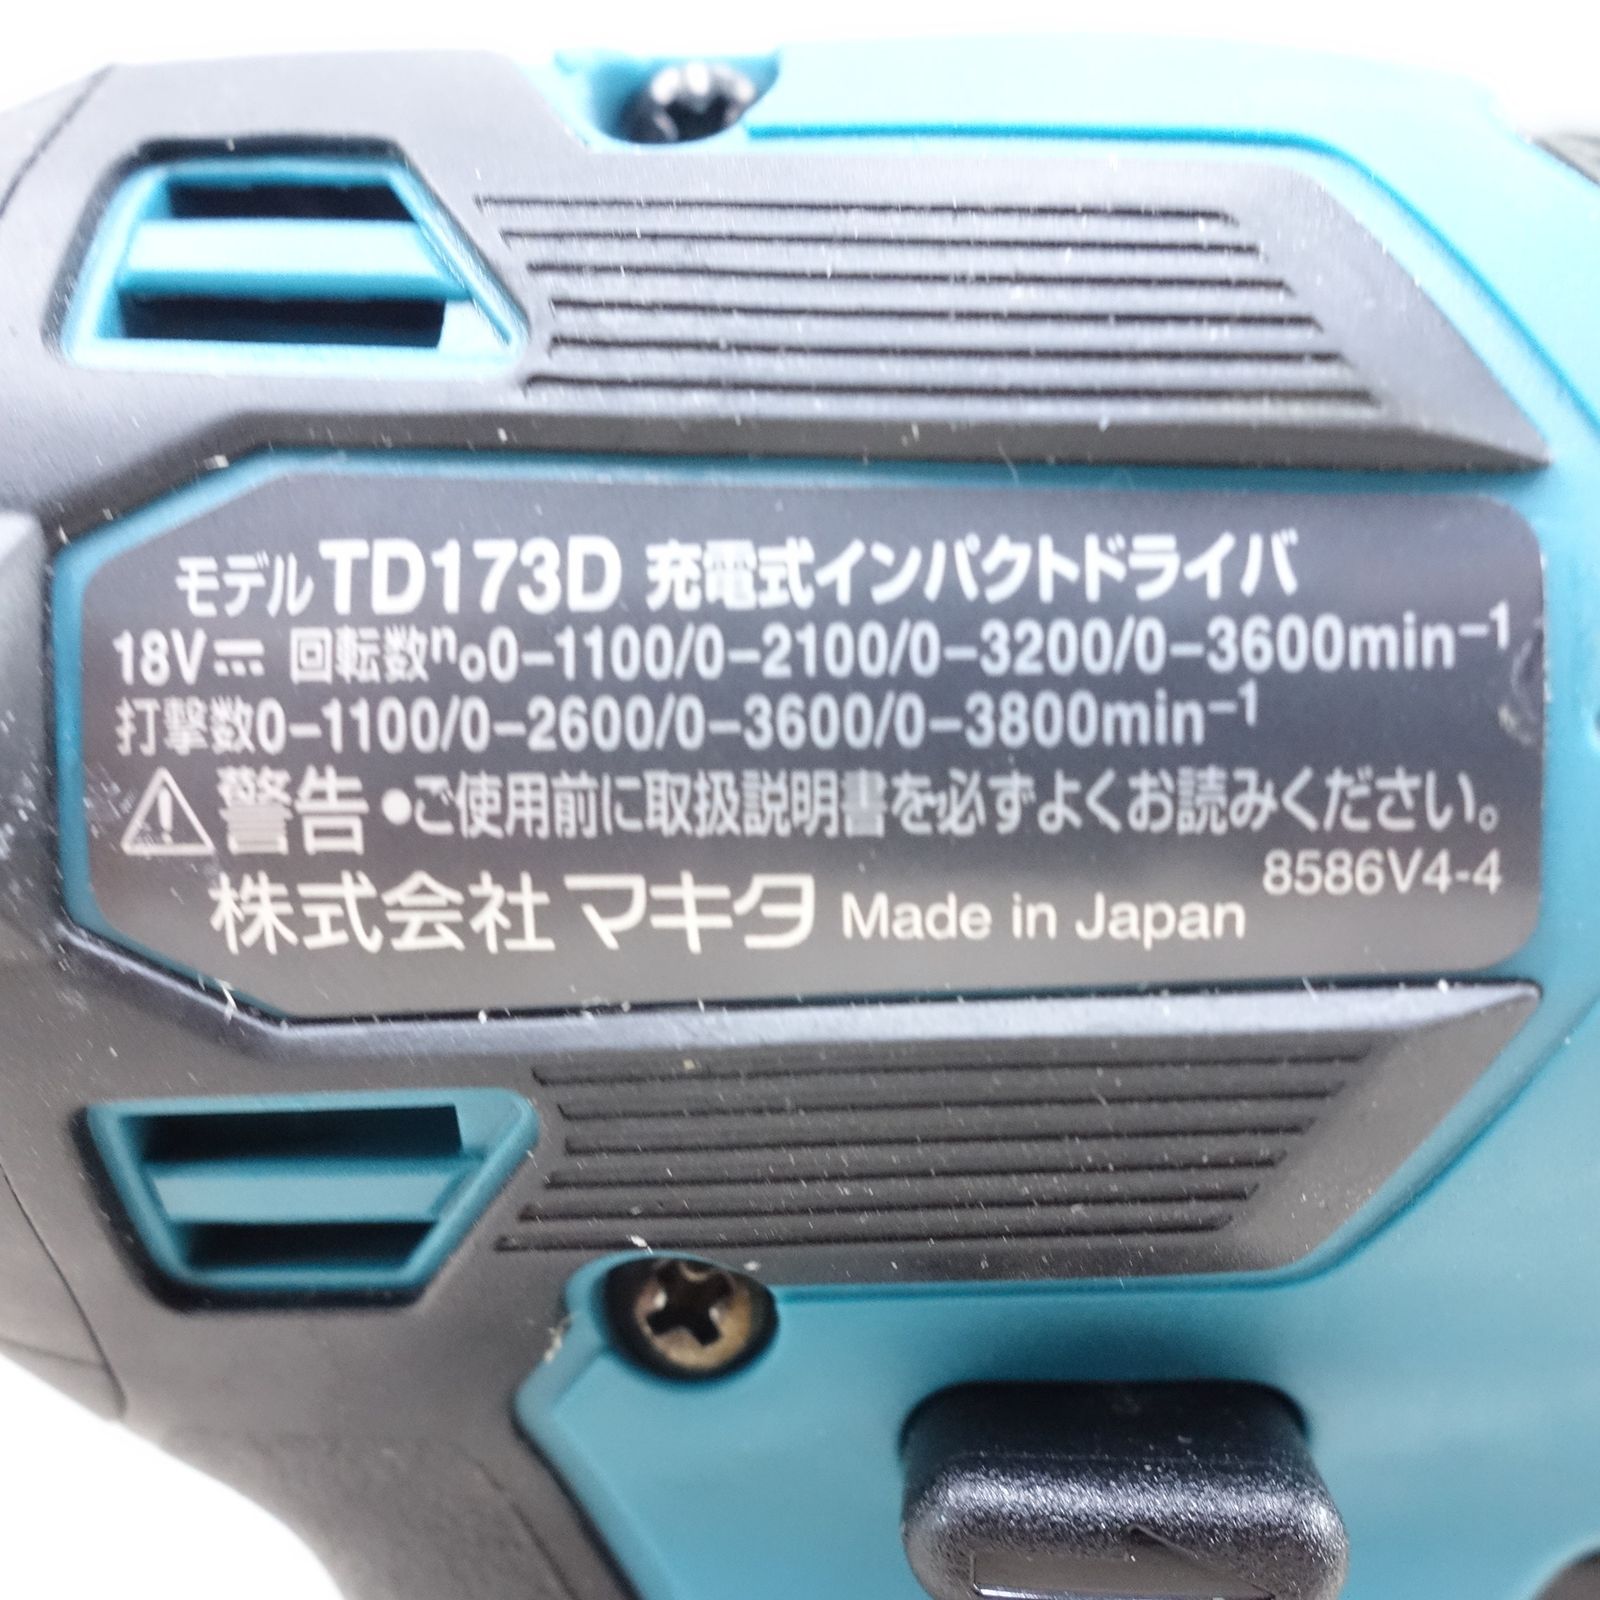 モデル TD173D 充電式インパクトドライバ
18V⎓ 回転数n₀0-1100/0-2100/0-3200/0-3600min⁻¹
打撃数0-1100/0-2600/0-3600/0-3800min⁻¹
⚠警告 ●ご使用前に取扱説明書を必ずよくお読みください。
8586V4-4
株式会社 マキタ Made in Japan